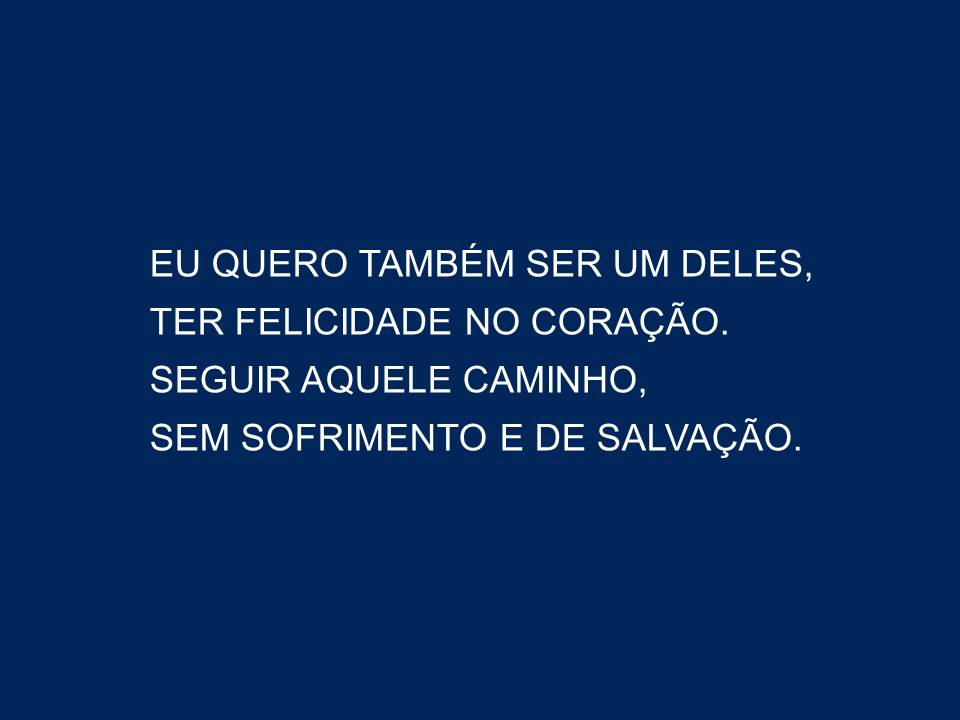 EU QUERO TAMBÉM SER UM DELES,
TER FELICIDADE NO CORAÇÃO.
SEGUIR AQUELE CAMINHO,
SEM SOFRIMENTO E DE SALVAÇÃO.